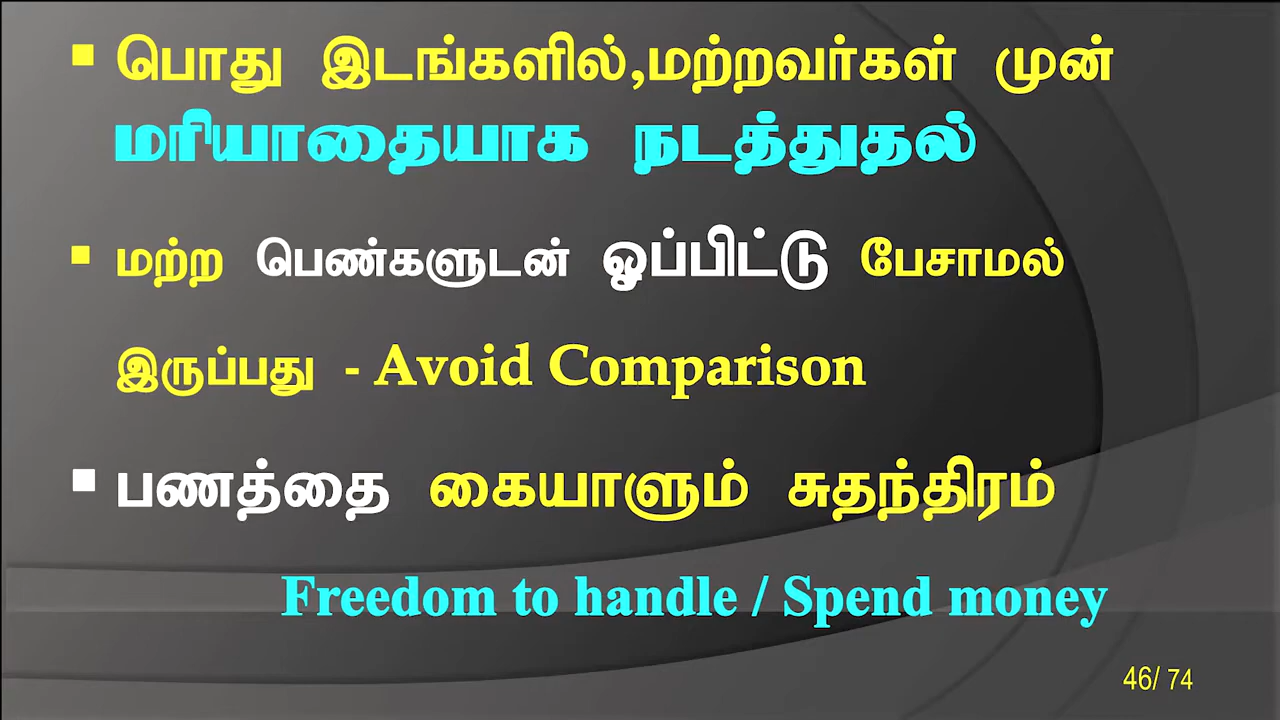 ▪ பொது இடங்களில்,மற்றவர்கள் முன்
மரியாதையாக நடத்துதல்
▪ மற்ற பெண்களுடன் ஒப்பிட்டு பேசாமல்
இருப்பது - Avoid Comparison
▪ பணத்தை கையாளும் சுதந்திரம்
Freedom to handle / Spend money
46/ 74